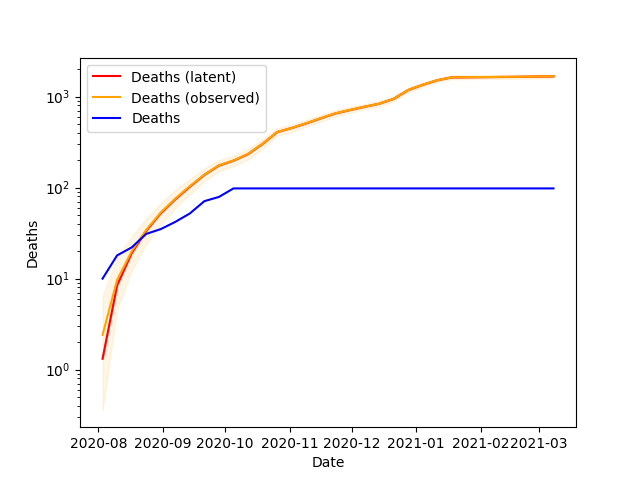 Deaths (latent)
Deaths (observed)
Deaths
Deaths
10³
10²
10¹
10⁰
2020-08 2020-09 2020-10 2020-11 2020-12 2021-01 2021-02 2021-03
Date